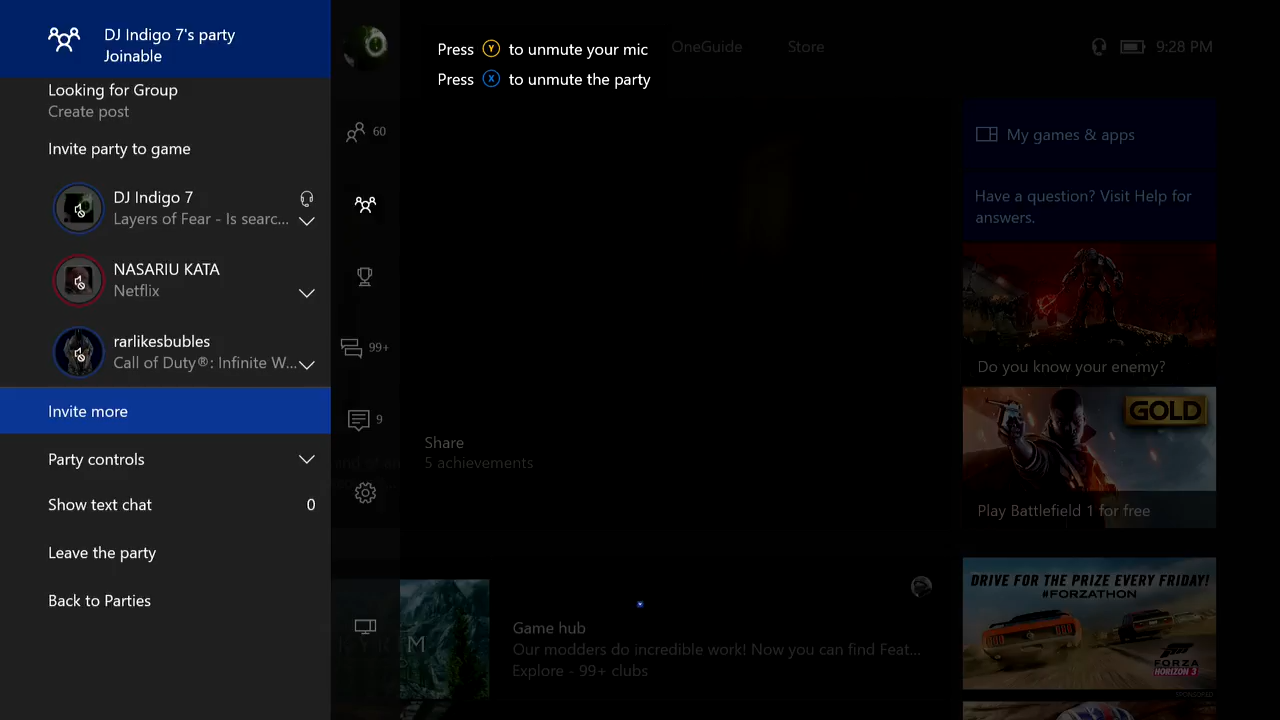 DJ Indigo 7's party
Joinable
Looking for Group
Create post
Invite party to game
DJ Indigo 7
Layers of Fear - Is searc...
NASARIU KATA
Netflix
rarlikesbubles
Call of Duty®: Infinite W...
Invite more
Party controls
Show text chat 0
Leave the party
Back to Parties
60
99+
9
Press Y to unmute your mic
Press X to unmute the party
OneGuide Store
9:28 PM
Share
5 achievements
M
Game hub
Our modders do incredible work! Now you can find Feat...
Explore - 99+ clubs
My games & apps
Have a question? Visit Help for
answers.
Do you know your enemy?
GOLD
Play Battlefield 1 for free
DRIVE FOR THE PRIZE EVERY FRIDAY!
#FORZATHON
FORZA
HORIZON 3
SPONSORED